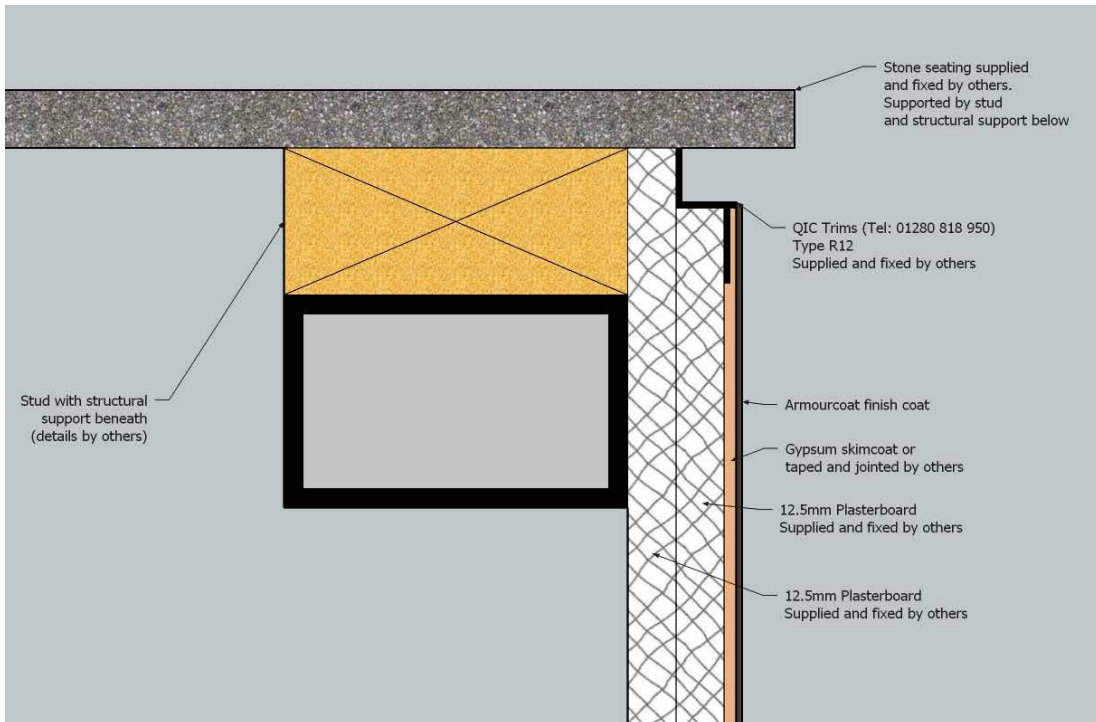 Stone seating supplied
and fixed by others.
Supported by stud
and structural support below
QIC Trims (Tel: 01280 818 950)
Type R12
Supplied and fixed by others
Stud with structural
support beneath
(details by others)
Armourcoat finish coat
Gypsum skimcoat or
taped and jointed by others
12.5mm Plasterboard
Supplied and fixed by others
12.5mm Plasterboard
Supplied and fixed by others